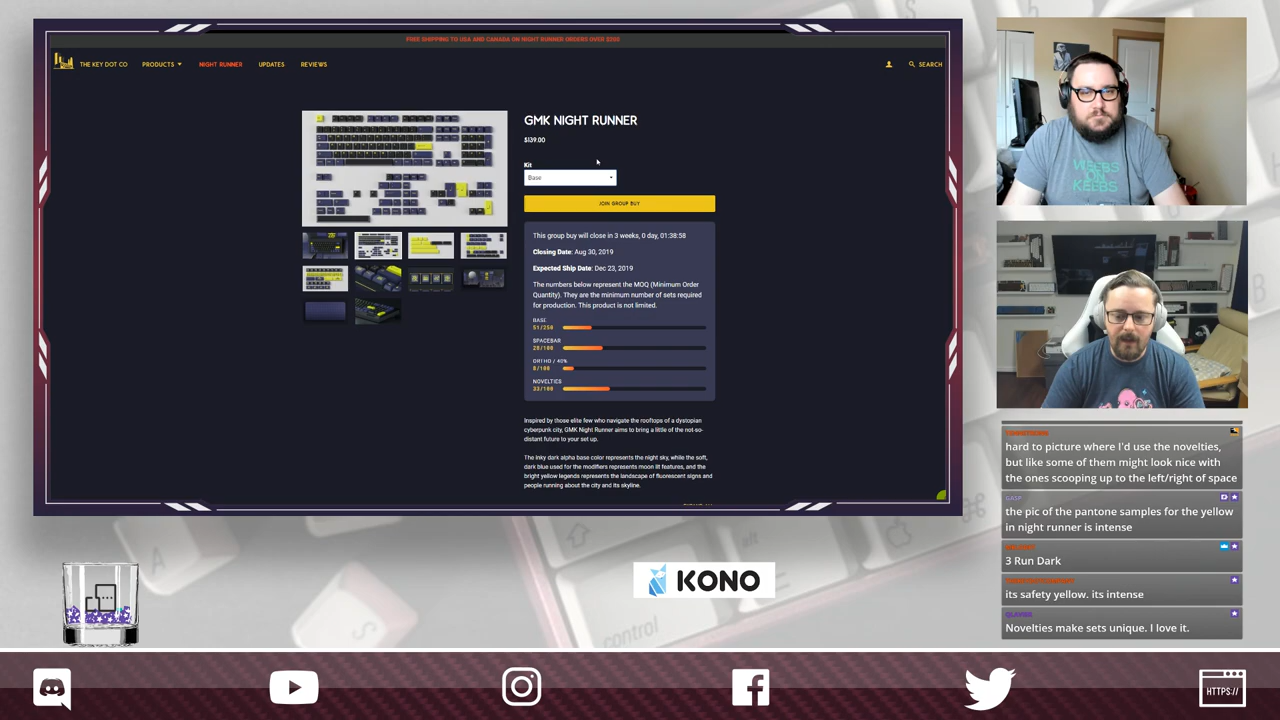 FREE SHIPPING TO USA AND CANADA ON NIGHT RUNNER ORDERS OVER $200
THE KEY DOT CO
PRODUCTS
NIGHT RUNNER
UPDATES
REVIEWS
SEARCH
GMK NIGHT RUNNER
$139.00
Kit
Base
JOIN GROUP BUY
This group buy will close in 3 weeks, 0 day, 01:38:58
Closing Date: Aug 30, 2019
Expected Ship Date: Dec 23, 2019
The numbers below represent the MOQ (Minimum Order
Quantity). They are the minimum number of sets required
for production. This product is not limited.
BASE
51/250
SPACEBAR
28/100
ORTHO / 40%
8/100
NOVELTIES
33/100
Inspired by those elite few who navigate the rooftops of a dystopian
cyberpunk city, GMK Night Runner aims to bring a little of the not-so-
distant future to your set up.
The inky dark alpha base color represents the night sky, while the soft,
dark blue used for the modifiers represents moon lit features, and the
bright yellow legends represents the landscape of fluorescent signs and
people running about the city and its skyline.
WEEBS
ON
KEEBS
hard to picture where I'd use the novelties,
but like some of them might look nice with
the ones scooping up to the left/right of space
the pic of the pantone samples for the yellow
in night runner is intense
3 Run Dark
its safety yellow. its intense
Novelties make sets unique. I love it.
KONO
alt
control
HTTPS://